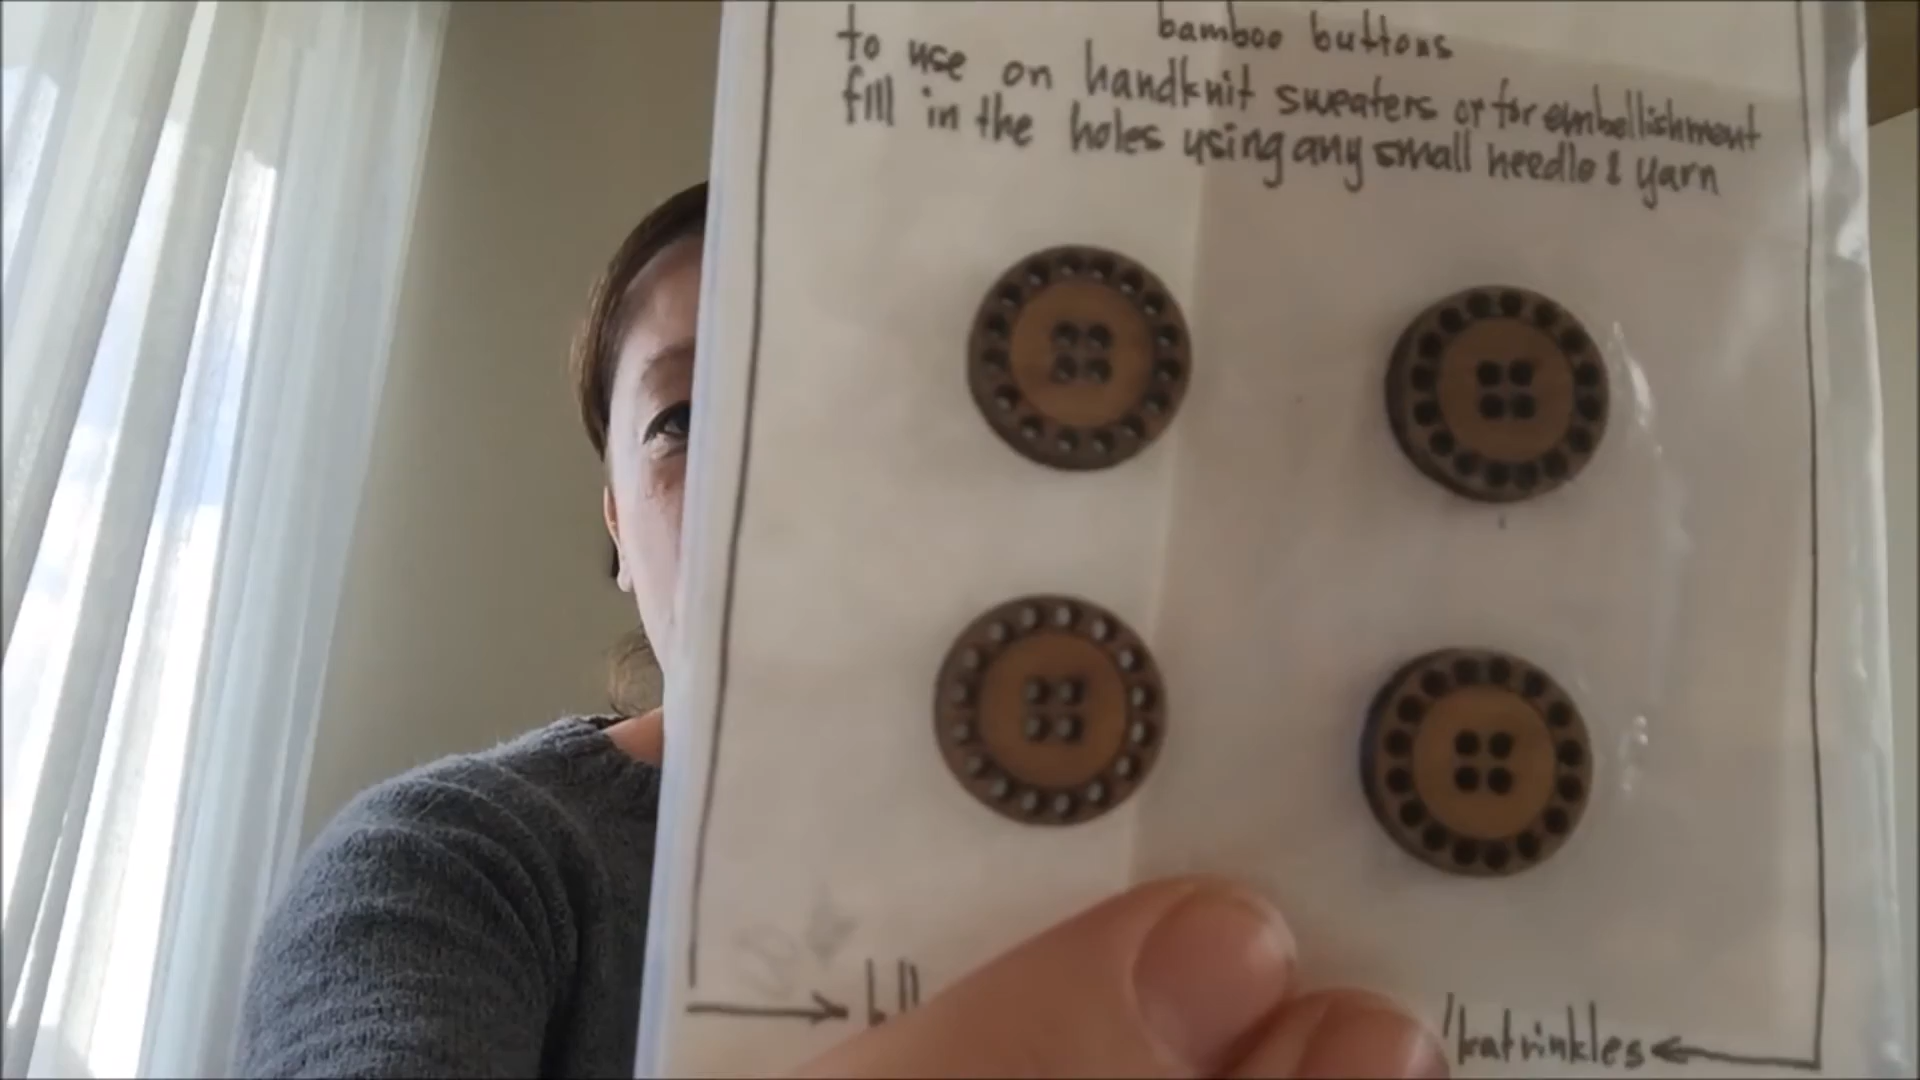 bamboo buttons
to use on handknit sweaters or for embellishment
fill in the holes using any small needle & yarn
/katrinkles